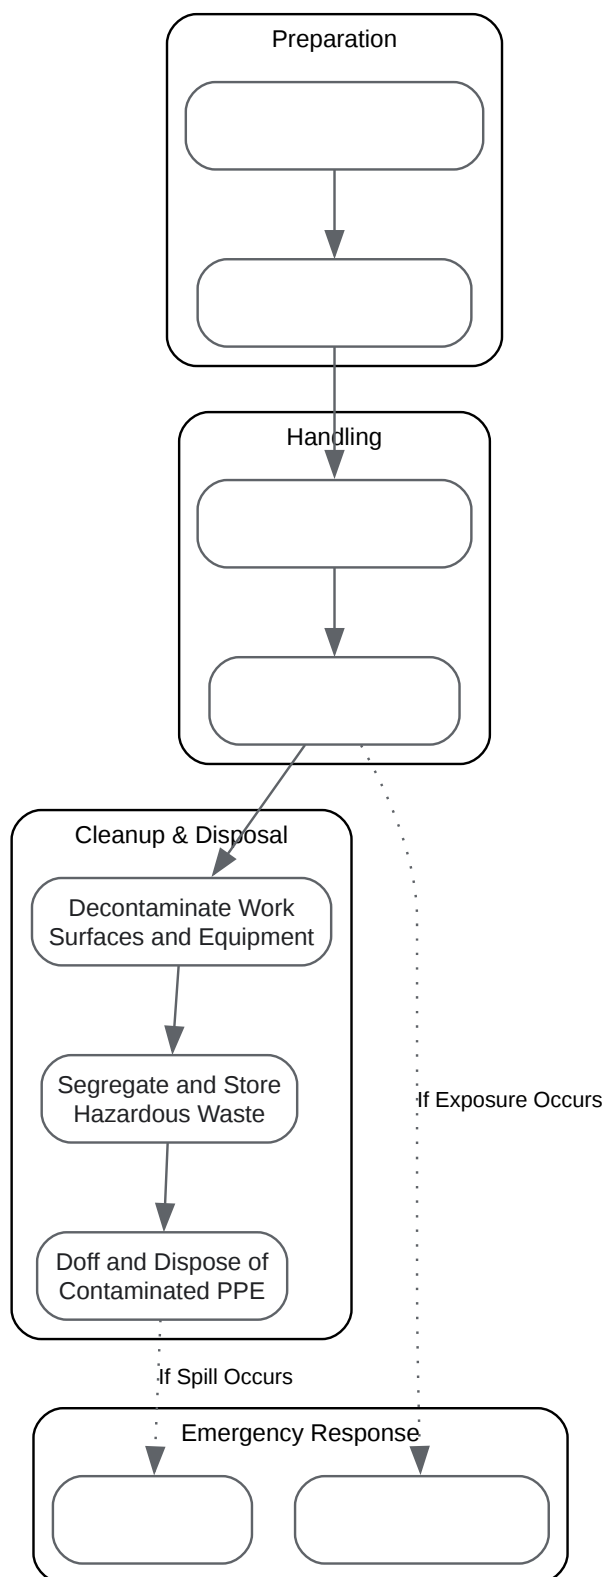 Preparation
Handling
Cleanup & Disposal
Decontaminate Work
Surfaces and Equipment
Segregate and Store
Hazardous Waste
If Exposure Occurs
Doff and Dispose of
Contaminated PPE
If Spill Occurs
Emergency Response